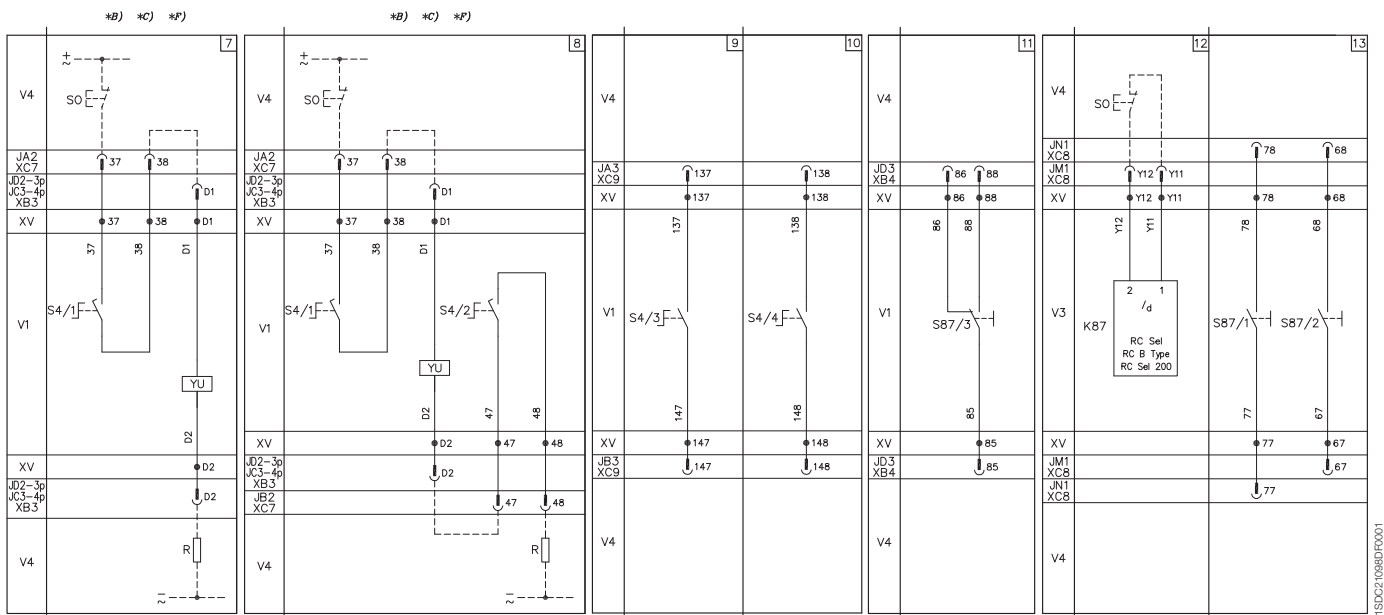 *B) *C) *F)
*B) *C) *F)
7
8
9
10
11
12
13
+
~
+
~
V4
S0
V4
S0
V4
V4
S0
JN1
XC8
78
68
JA2
XC7
37
38
JA2
XC7
37
38
JA3
XC9
137
138
JD3
XB4
86
88
JM1
XC8
Y12
Y11
JD2-3p
JC3-4p
XB3
D1
JD2-3p
JC3-4p
XB3
D1
XV
137
138
XV
86
88
XV
Y12
Y11
78
68
XV
37
38
D1
XV
37
38
D1
37
38
D1
37
38
D1
137
138
86
88
Y12
Y11
78
68
V1
S4/1
V1
S4/1
S4/2
V1
S4/3
S4/4
V1
S87/3
V3
K87
2
1
/d
RC Sel
RC B Type
RC Sel 200
S87/1
S87/2
YU
YU
D2
D2
47
48
147
148
85
77
67
XV
D2
47
48
XV
147
148
XV
85
XV
77
67
XV
D2
JD2-3p
JC3-4p
XB3
D2
JB3
XC9
147
148
JD3
XB4
85
JM1
XC8
67
JD2-3p
JC3-4p
XB3
D2
JB2
XC7
47
48
JN1
XC8
77
V4
R
V4
R
V4
V4
V4
-
~
-
~
1SDC21098DF0001